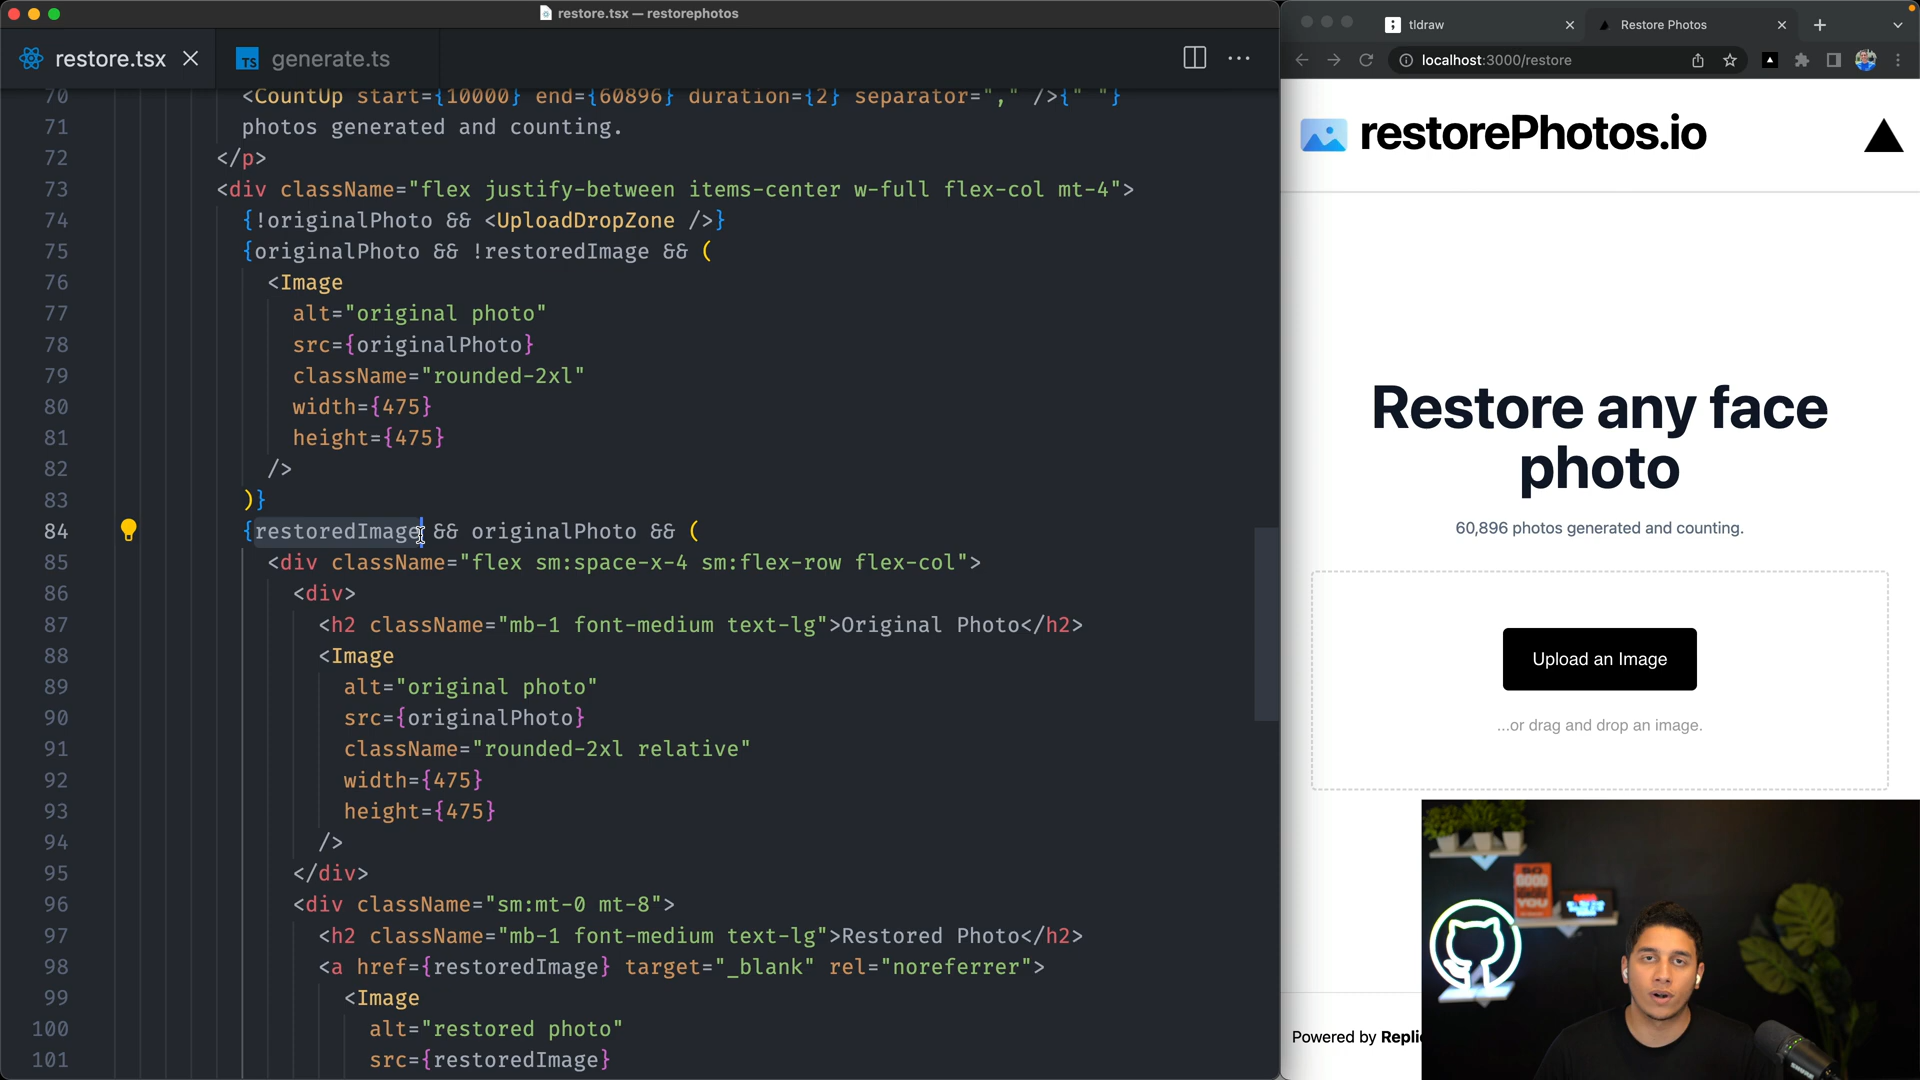 restore.tsx — restorephotos
restore.tsx
TS generate.ts
70 <CountUp start={10000} end={60896} duration={2} separator="," />{" "}
71 photos generated and counting.
72 </p>
73 <div className="flex justify-between items-center w-full flex-col mt-4">
74 {!originalPhoto && <UploadDropZone />}
75 {originalPhoto && !restoredImage && (
76 <Image
77 alt="original photo"
78 src={originalPhoto}
79 className="rounded-2xl"
80 width={475}
81 height={475}
82 />
83 )}
84 {restoredImage && originalPhoto && (
85 <div className="flex sm:space-x-4 sm:flex-row flex-col">
86 <div>
87 <h2 className="mb-1 font-medium text-lg">Original Photo</h2>
88 <Image
89 alt="original photo"
90 src={originalPhoto}
91 className="rounded-2xl relative"
92 width={475}
93 height={475}
94 />
95 </div>
96 <div className="sm:mt-0 mt-8">
97 <h2 className="mb-1 font-medium text-lg">Restored Photo</h2>
98 <a href={restoredImage} target="_blank" rel="noreferrer">
99 <Image
100 alt="restored photo"
101 src={restoredImage}
tldraw
Restore Photos
localhost:3000/restore
restorePhotos.io
Restore any face
photo
60,896 photos generated and counting.
Upload an Image
...or drag and drop an image.
Powered by Replic
GOOD
YOU